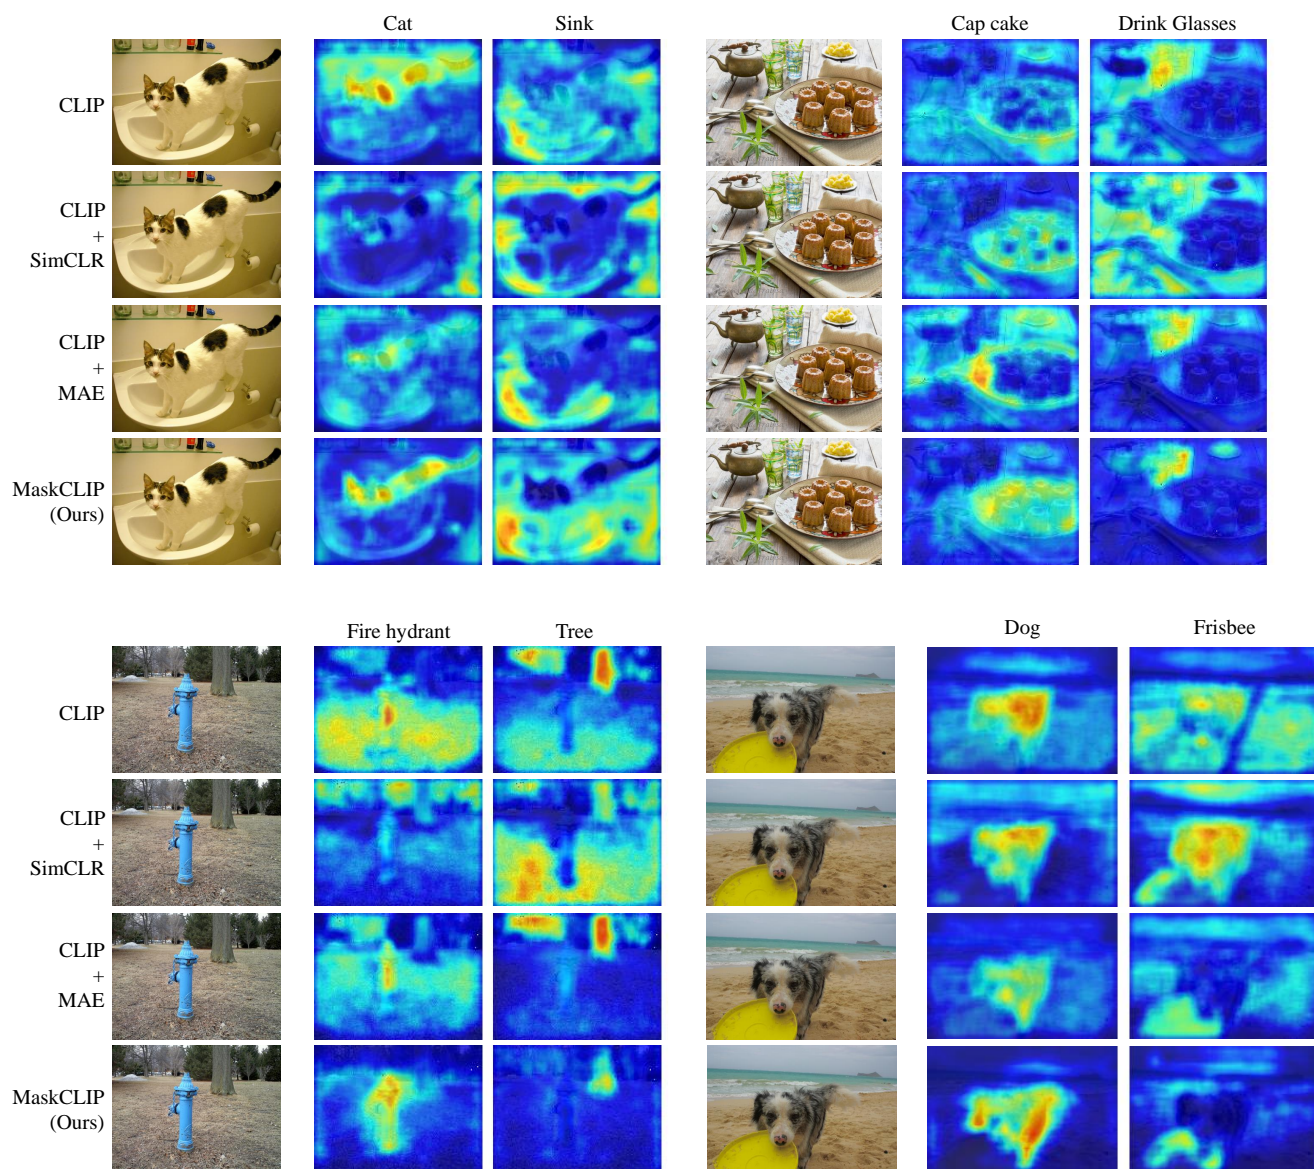 Cat Sink Cap cake Drink Glasses
CLIP
CLIP
+
SimCLR
CLIP
+
MAE
MaskCLIP
(Ours)
Fire hydrant Tree Dog Frisbee
CLIP
CLIP
+
SimCLR
CLIP
+
MAE
MaskCLIP
(Ours)